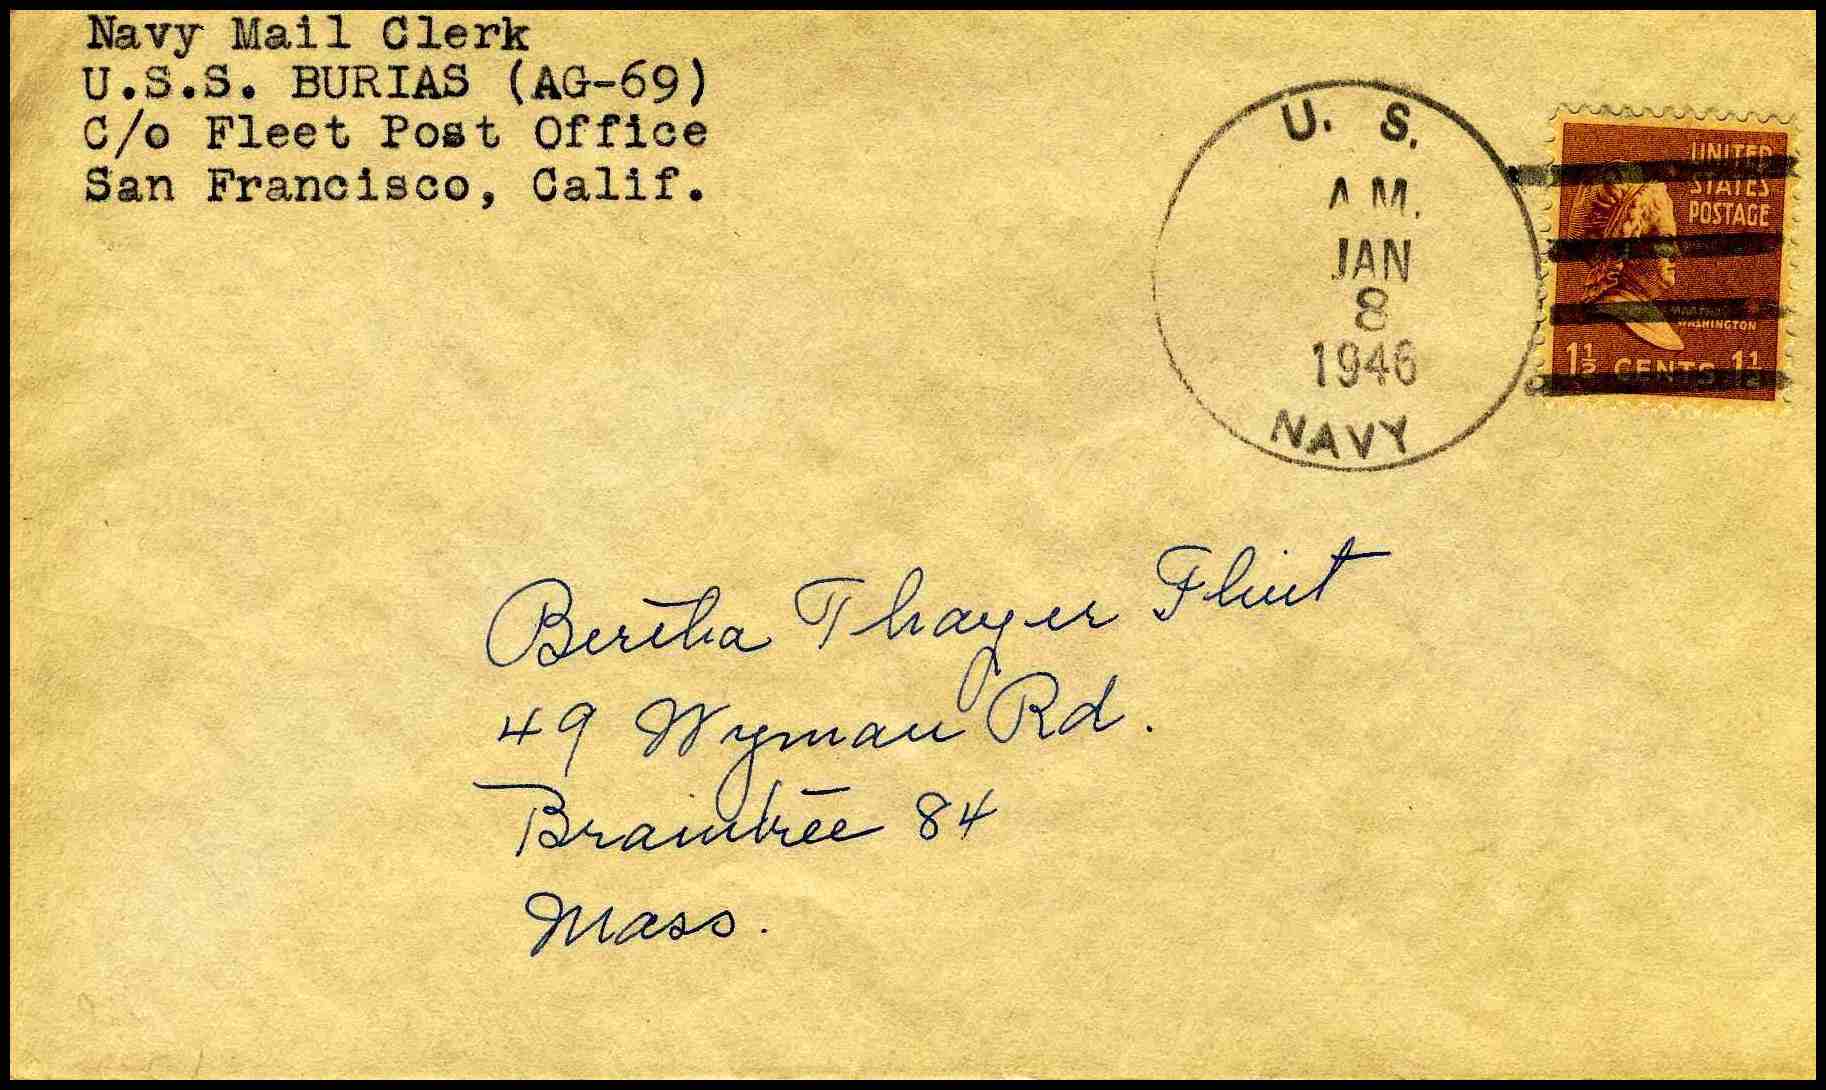 Navy Mail Clerk
U.S.S. BURIAS (AG-69)
C/o Fleet Post Office
San Francisco, Calif.
U. S.
A M.
JAN
8
1946
NAVY
UNITED
STATES
POSTAGE
MARTHA
WASHINGTON
1½ CENTS 1½
Bertha Thayer Flint
49 Wyman Rd.
Braintree 84
Mass.